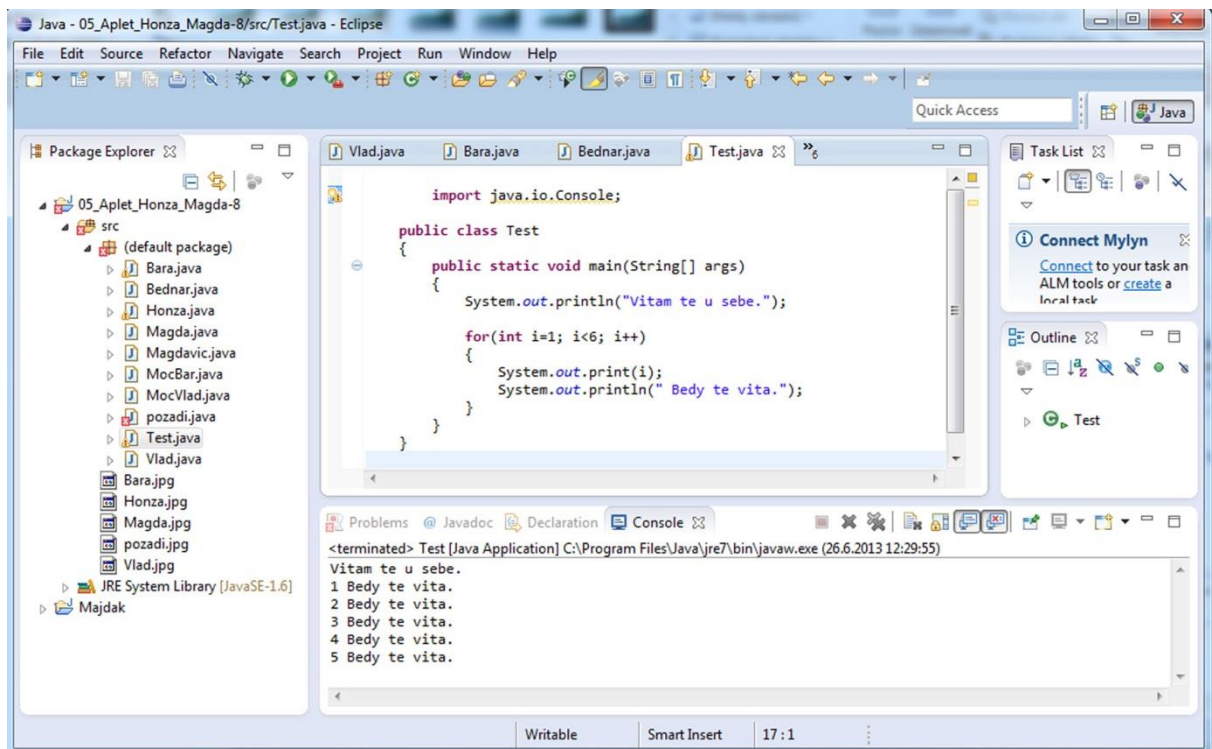 Java - 05_Aplet_Honza_Magda-8/src/Test.java - Eclipse
File Edit Source Refactor Navigate Search Project Run Window Help
Quick Access
Java
Package Explorer
05_Aplet_Honza_Magda-8
src
(default package)
Bara.java
Bednar.java
Honza.java
Magda.java
Magdavic.java
MocBar.java
MocVlad.java
pozadi.java
Test.java
Vlad.java
Bara.jpg
Honza.jpg
Magda.jpg
pozadi.jpg
Vlad.jpg
JRE System Library [JavaSE-1.6]
Majdak
Vlad.java Bara.java Bednar.java Test.java »6
import java.io.Console;
public class Test
{
public static void main(String[] args)
{
System.out.println("Vitam te u sebe.");
for(int i=1; i<6; i++)
{
System.out.print(i);
System.out.println(" Bedy te vita.");
}
}
}
Task List
Connect Mylyn
Connect to your task an
ALM tools or create a
local task
Outline
Test
Problems @ Javadoc Declaration Console
<terminated> Test [Java Application] C:\Program Files\Java\jre7\bin\javaw.exe (26.6.2013 12:29:55)
Vitam te u sebe.
1 Bedy te vita.
2 Bedy te vita.
3 Bedy te vita.
4 Bedy te vita.
5 Bedy te vita.
Writable Smart Insert 17 : 1